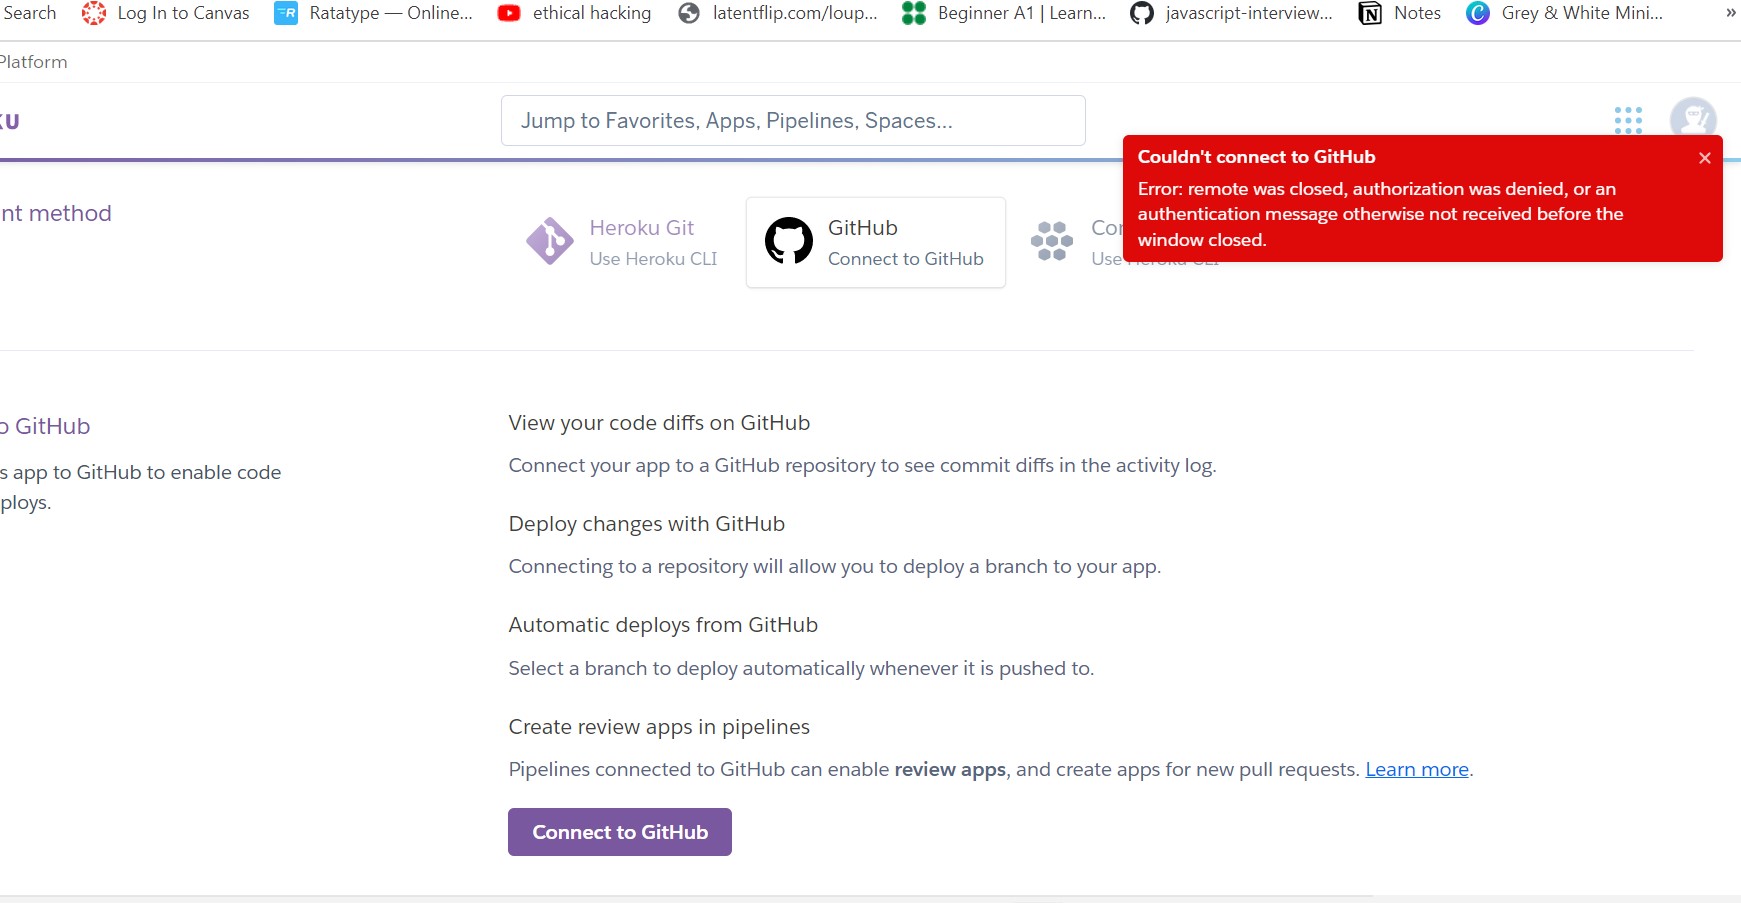 Search Log In to Canvas Ratatype — Online... ethical hacking latentflip.com/loup... Beginner A1 | Learn... javascript-interview... Notes Grey & White Mini... »
Platform
KU
Jump to Favorites, Apps, Pipelines, Spaces...
Couldn't connect to GitHub
Error: remote was closed, authorization was denied, or an
authentication message otherwise not received before the
window closed.
nt method
Heroku Git
Use Heroku CLI
GitHub
Connect to GitHub
Con
Use Heroku CLI
o GitHub
s app to GitHub to enable code
ploys.
View your code diffs on GitHub
Connect your app to a GitHub repository to see commit diffs in the activity log.
Deploy changes with GitHub
Connecting to a repository will allow you to deploy a branch to your app.
Automatic deploys from GitHub
Select a branch to deploy automatically whenever it is pushed to.
Create review apps in pipelines
Pipelines connected to GitHub can enable review apps, and create apps for new pull requests. Learn more.
Connect to GitHub